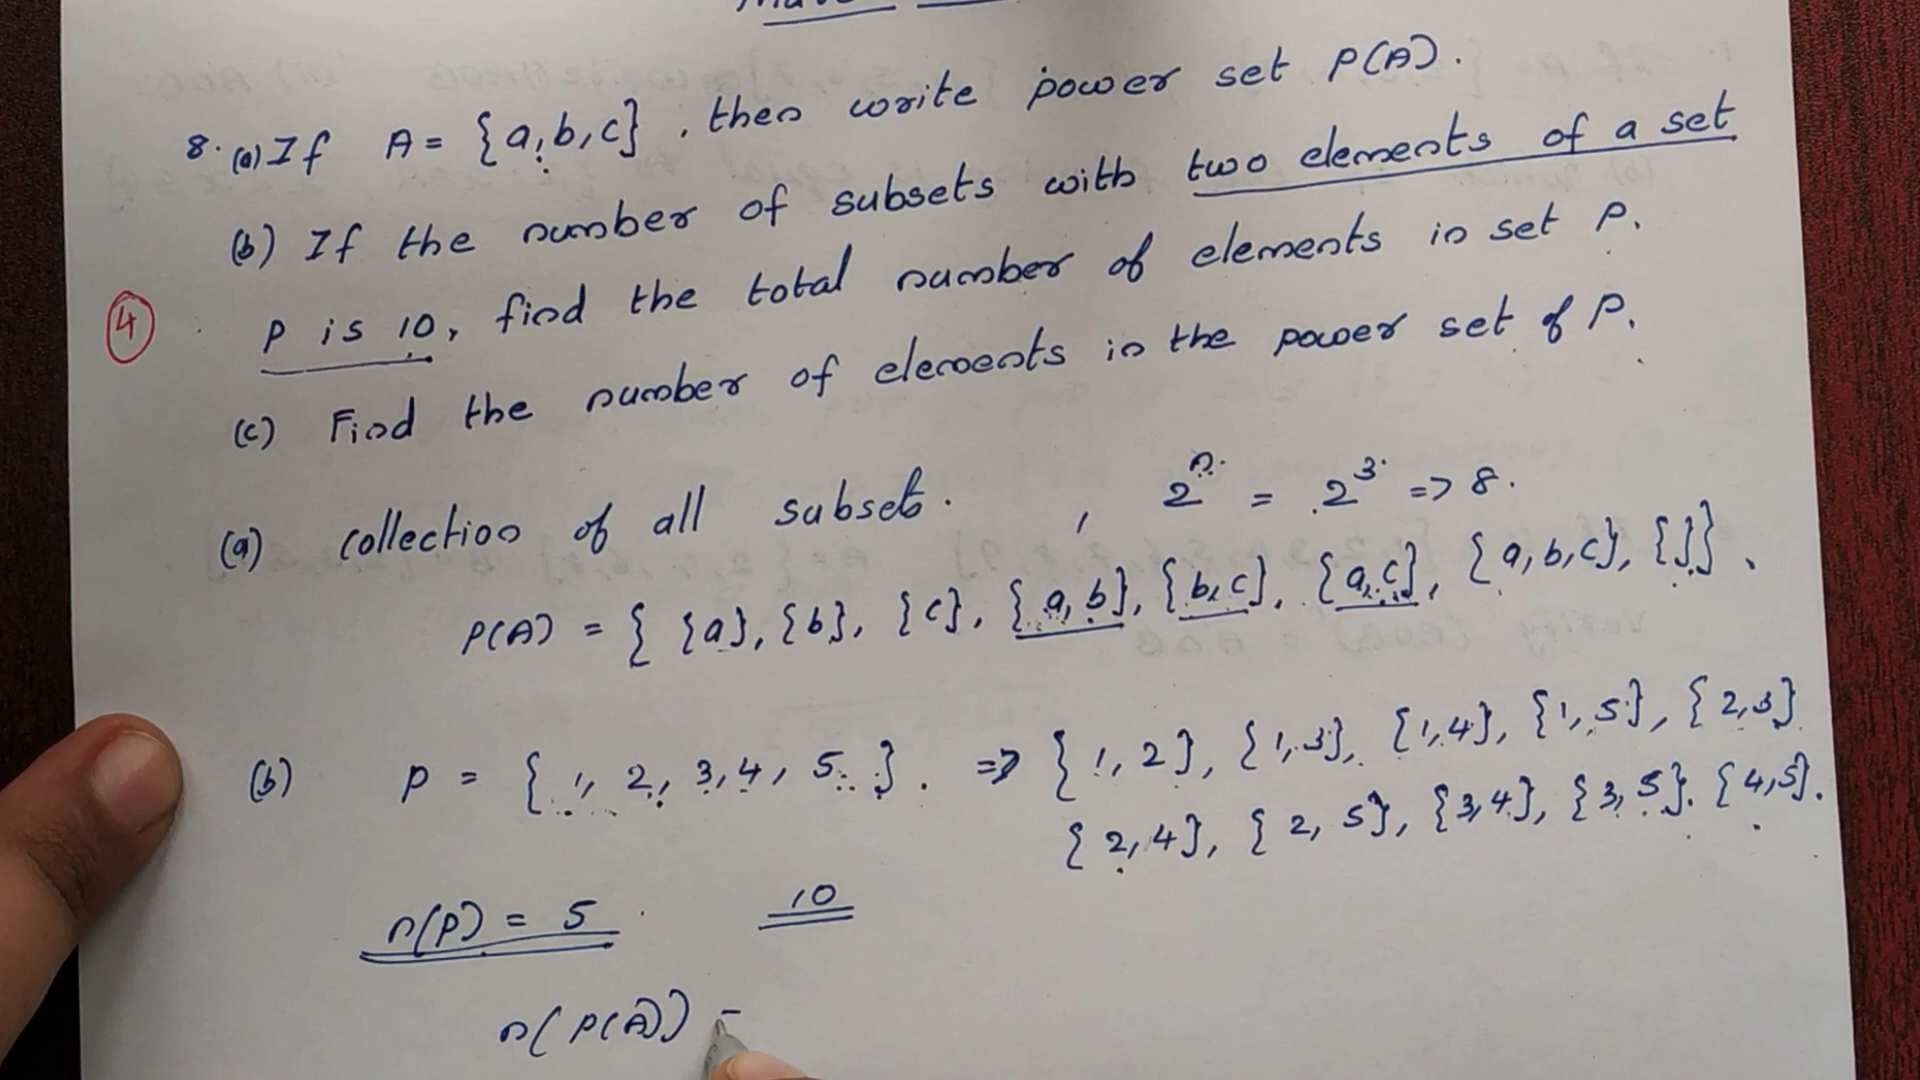 8. (a) If A = {a, b, c}, then write power set P(A).
(b) If the number of subsets with two elements of a set
P is 10, find the total number of elements in set P.
4
(c) Find the number of elements in the power set of P.
(a) collection of all subsets. , 2^n = 2^3 => 8.
P(A) = { {a}, {b}, {c}, {a, b}, {b, c}, {a, c}, {a, b, c}, {} }.
(b) P = { 1, 2, 3, 4, 5 }. => {1, 2}, {1, 3}, {1, 4}, {1, 5}, {2, 3}
{2, 4}, {2, 5}, {3, 4}, {3, 5}. {4, 5}.
n(P) = 5 10
n(P(A)) =